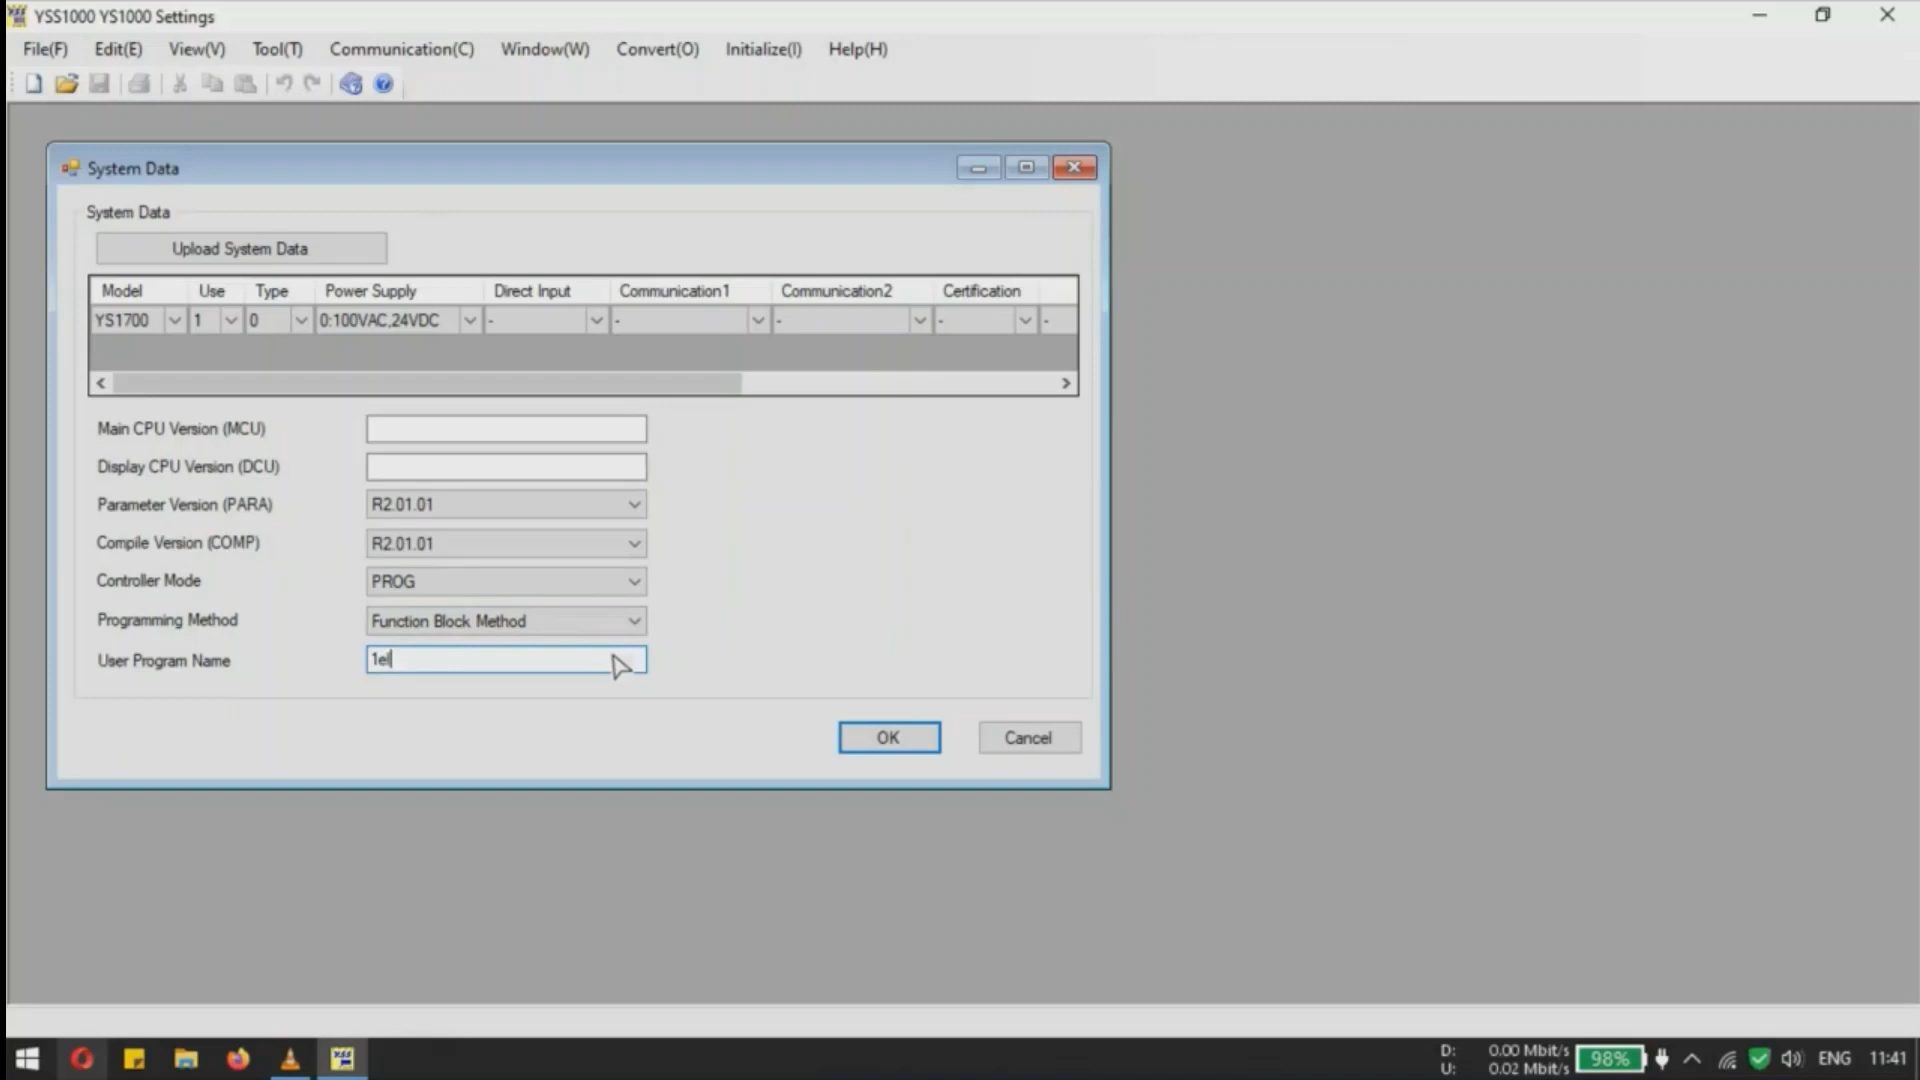 YSS1000 YS1000 Settings
File(F) Edit(E) View(V) Tool(T) Communication(C) Window(W) Convert(O) Initialize(I) Help(H)
System Data
System Data
Upload System Data
Model Use Type Power Supply Direct Input Communication1 Communication2 Certification
YS1700 1 0 0:100VAC,24VDC - - - - -
Main CPU Version (MCU)
Display CPU Version (DCU)
Parameter Version (PARA) R2.01.01
Compile Version (COMP) R2.01.01
Controller Mode PROG
Programming Method Function Block Method
User Program Name 1el
OK Cancel
D: 0.00 Mbit/s
U: 0.02 Mbit/s
98% ENG 11:41